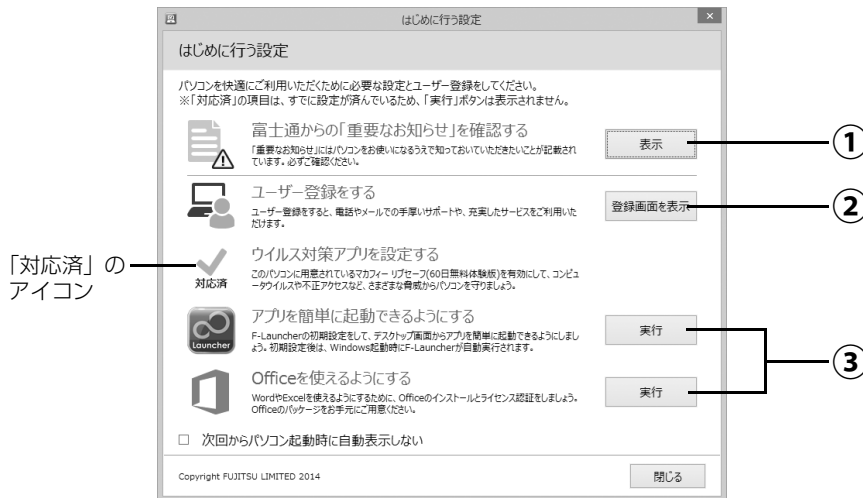 はじめに行う設定
はじめに行う設定
パソコンを快適にご利用いただくために必要な設定とユーザー登録をしてください。
※「対応済」の項目は、すでに設定が済んでいるため、「実行」ボタンは表示されません。
富士通からの「重要なお知らせ」を確認する
「重要なお知らせ」にはパソコンをお使いになるうえで知っておいていただきたいことが記載され
ています。必ずご確認ください。
表示
①
ユーザー登録をする
ユーザー登録をすると、電話やメールでの手厚いサポートや、充実したサービスをご利用いた
だけます。
登録画面を表示
②
「対応済」の
アイコン
対応済
ウイルス対策アプリを設定する
このパソコンに用意されているマカフィー リブセーフ(60日無料体験版)を有効にして、コンピュ
ータウイルスや不正アクセスなど、さまざまな脅威からパソコンを守りましょう。
Launcher
アプリを簡単に起動できるようにする
F-Launcherの初期設定をして、デスクトップ画面からアプリを簡単に起動できるようにしまし
ょう。初期設定後は、Windows起動時にF-Launcherが自動実行されます。
実行
③
Officeを使えるようにする
WordやExcelを使えるようにするために、Officeのインストールとライセンス認証をしましょう。
Officeのパッケージをお手元にご用意ください。
実行
次回からパソコン起動時に自動表示しない
Copyright FUJITSU LIMITED 2014
閉じる